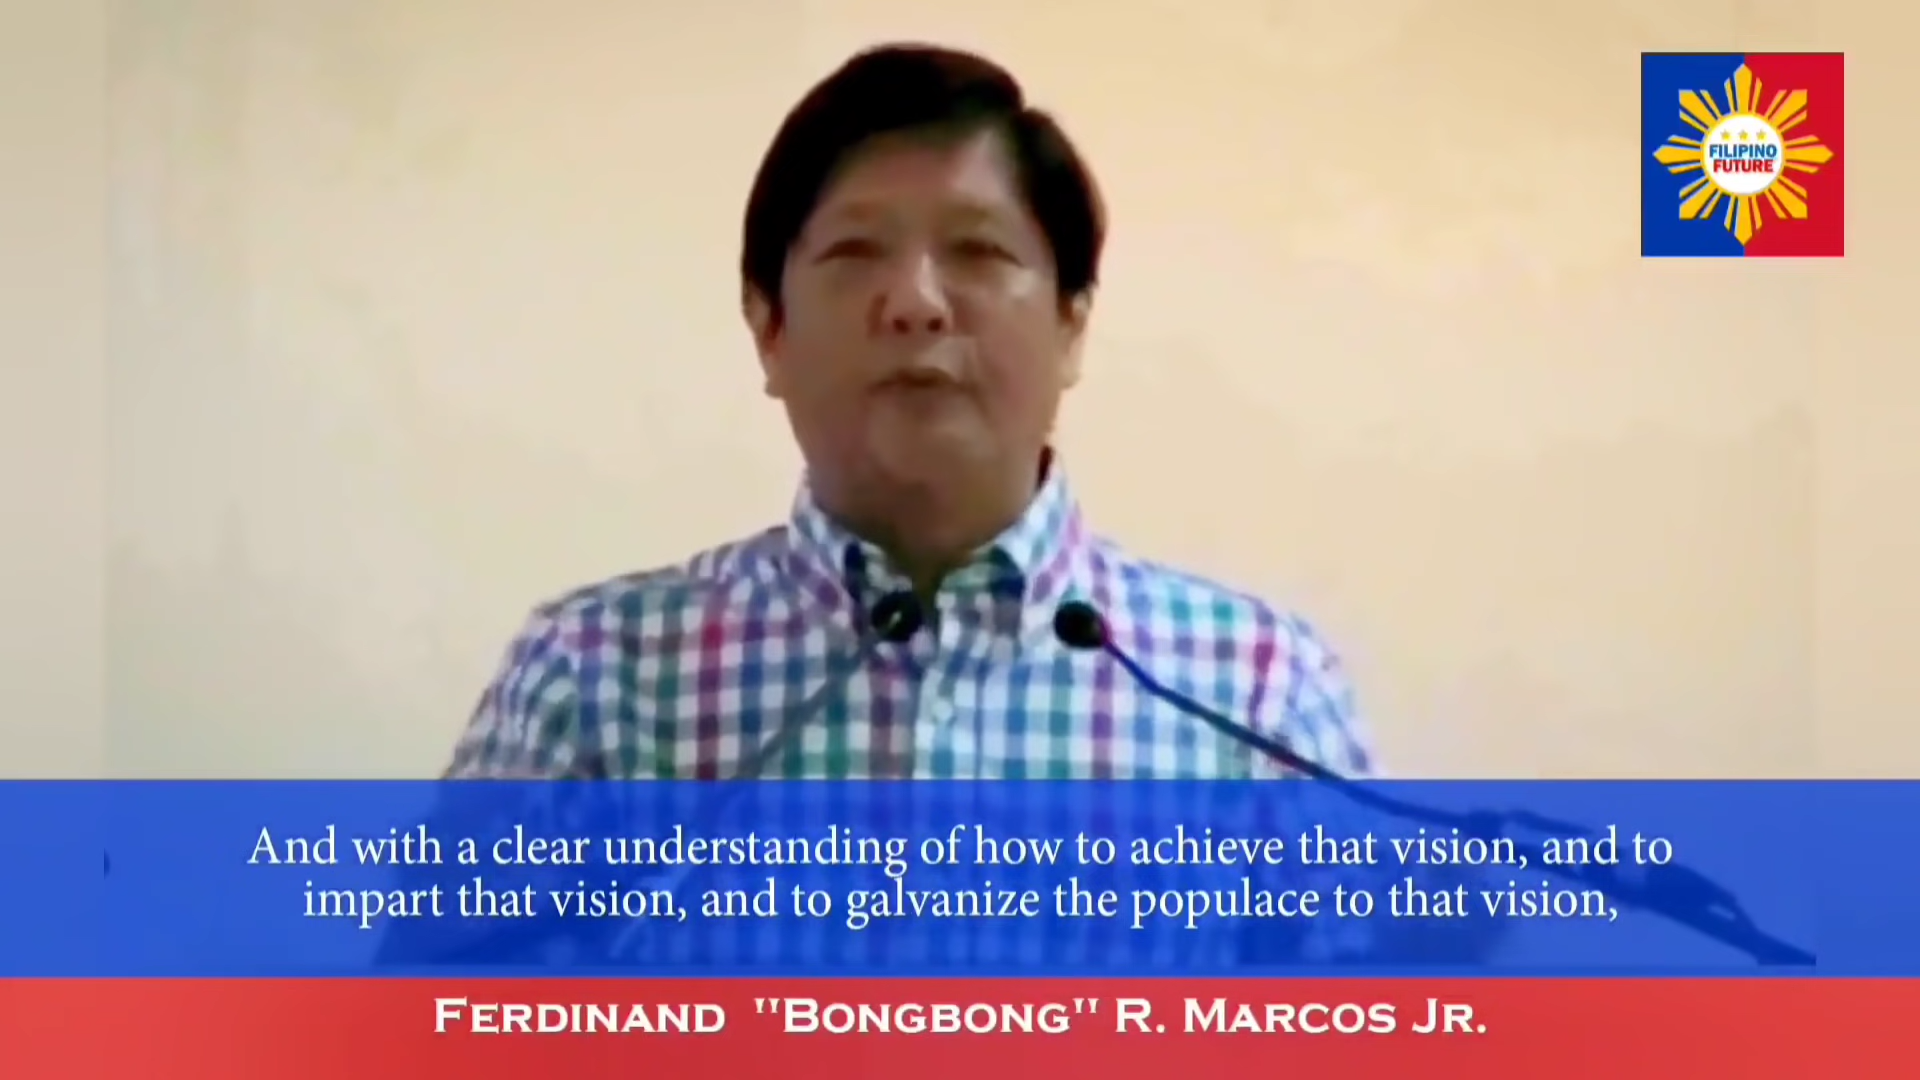 FILIPINO
FUTURE
And with a clear understanding of how to achieve that vision, and to
impart that vision, and to galvanize the populace to that vision,
FERDINAND "BONGBONG" R. MARCOS JR.